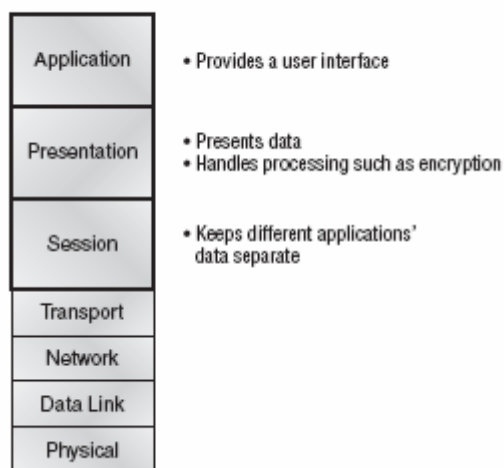 Application
• Provides a user interface
Presentation
• Presents data
• Handles processing such as encryption
Session
• Keeps different applications'
data separate
Transport
Network
Data Link
Physical